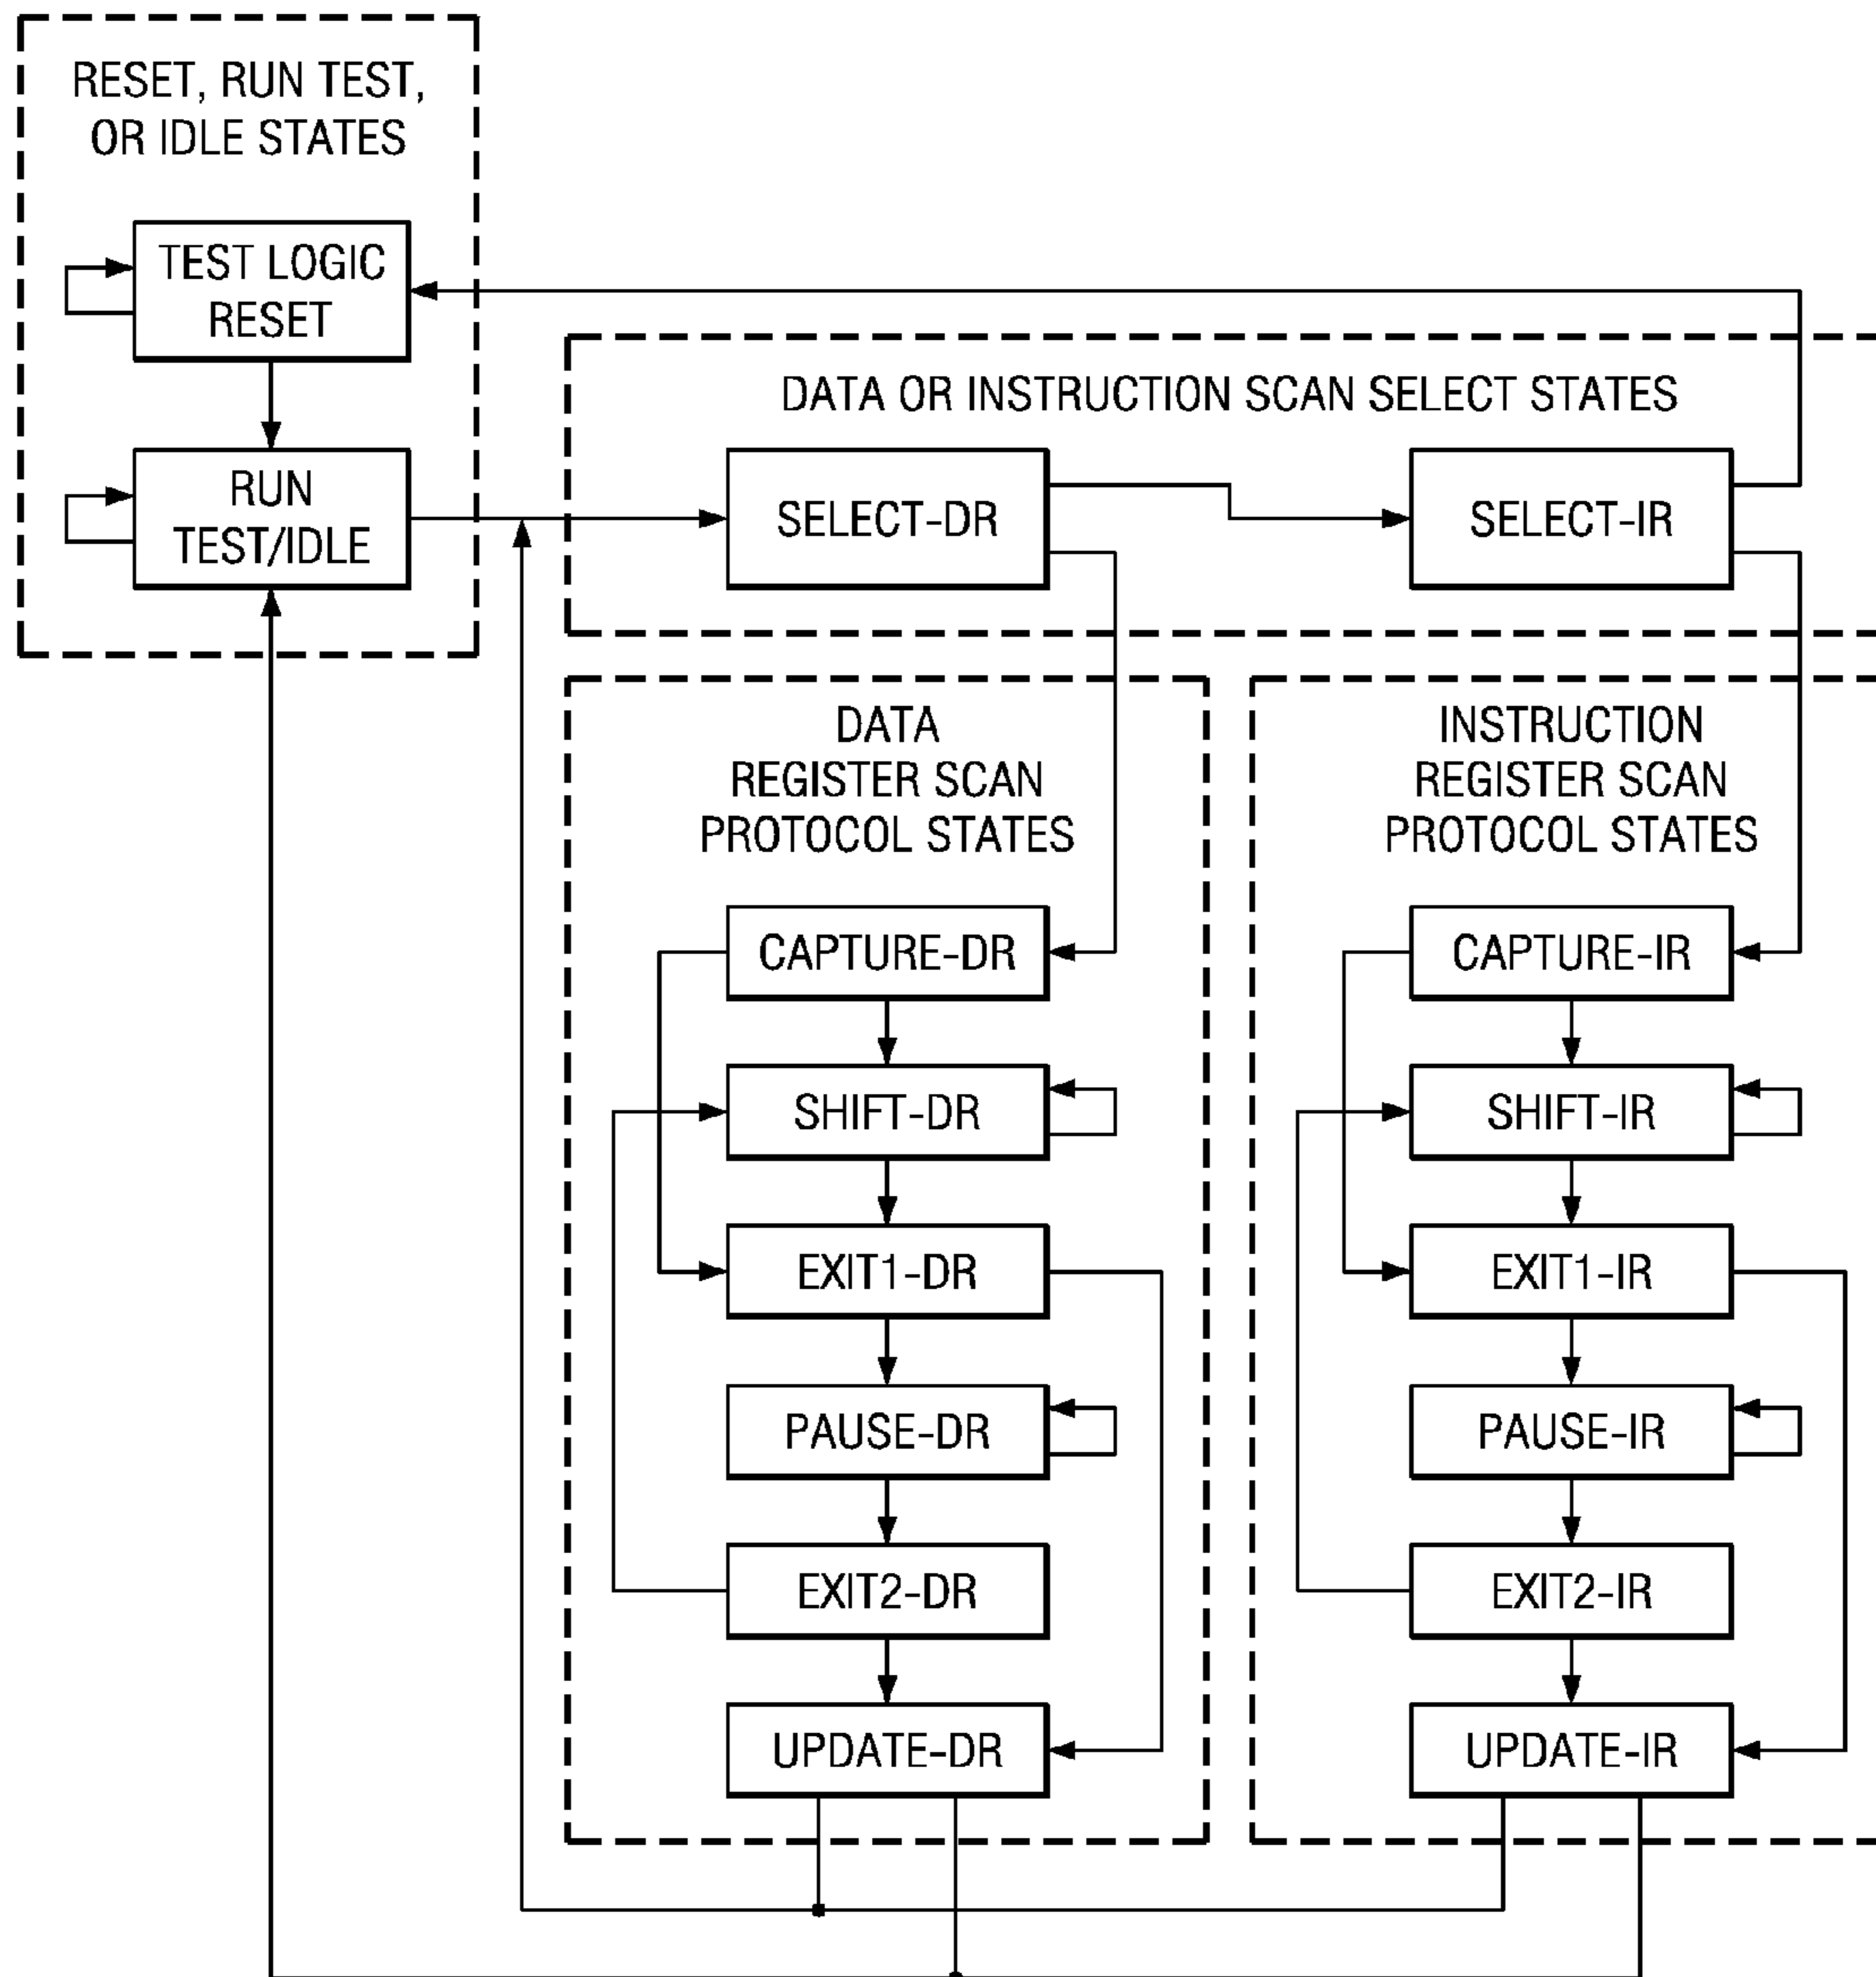 RESET, RUN TEST,
OR IDLE STATES
TEST LOGIC
RESET
DATA OR INSTRUCTION SCAN SELECT STATES
RUN
TEST/IDLE
SELECT-DR
SELECT-IR
DATA
REGISTER SCAN
PROTOCOL STATES
INSTRUCTION
REGISTER SCAN
PROTOCOL STATES
CAPTURE-DR
CAPTURE-IR
SHIFT-DR
SHIFT-IR
EXIT1-DR
EXIT1-IR
PAUSE-DR
PAUSE-IR
EXIT2-DR
EXIT2-IR
UPDATE-DR
UPDATE-IR